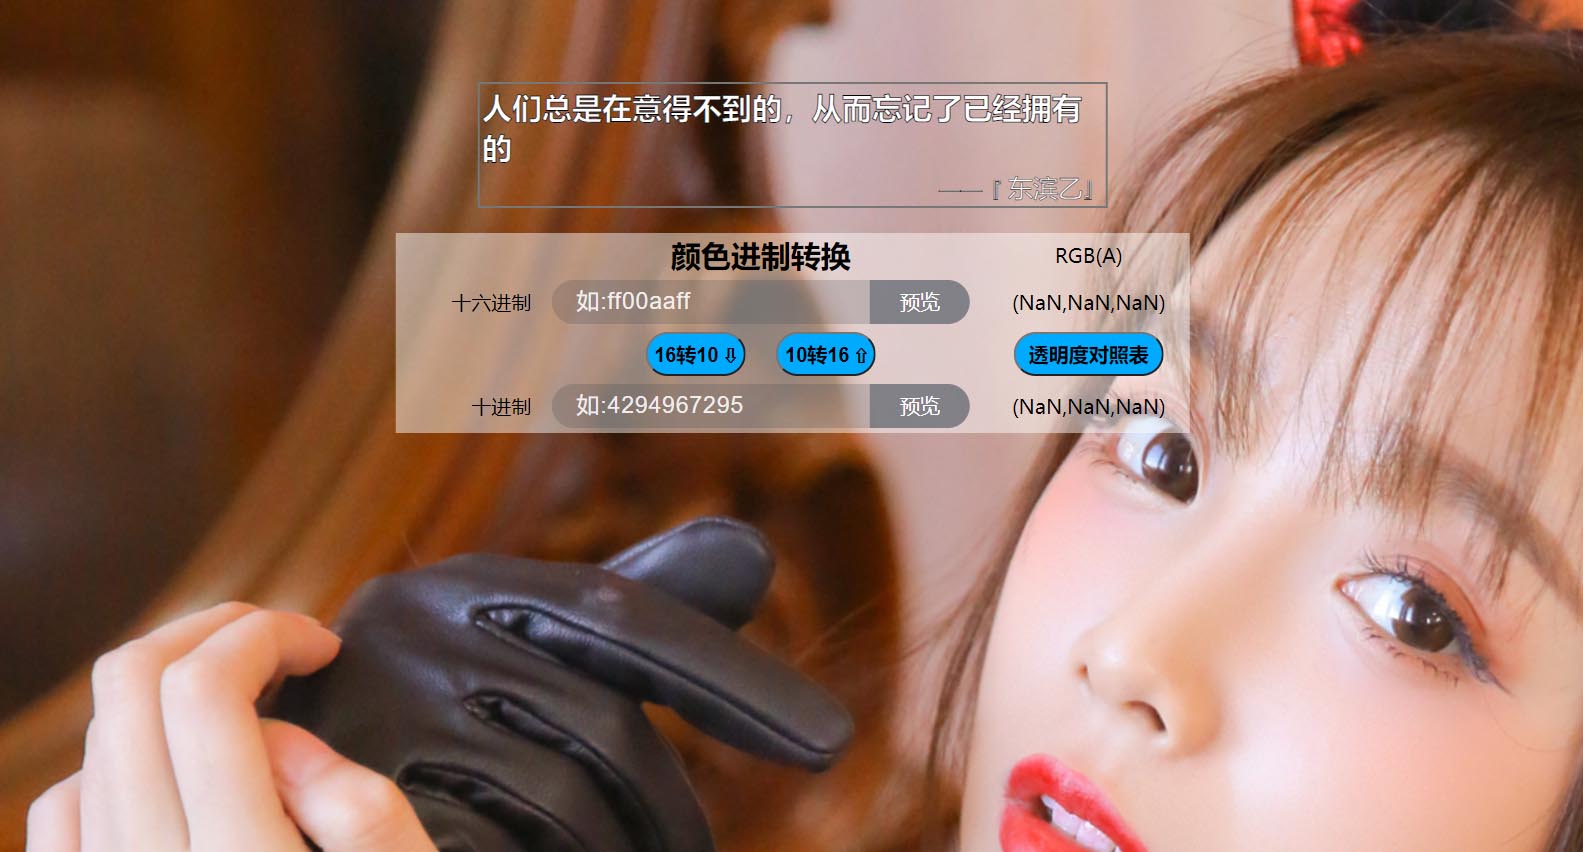 人们总是在意得不到的，从而忘记了已经拥有
的
——『 东滨乙』
颜色进制转换 RGB(A)
十六进制 如:ff00aaff 预览 (NaN,NaN,NaN)
16转10 ⇩ 10转16 ⇧ 透明度对照表
十进制 如:4294967295 预览 (NaN,NaN,NaN)